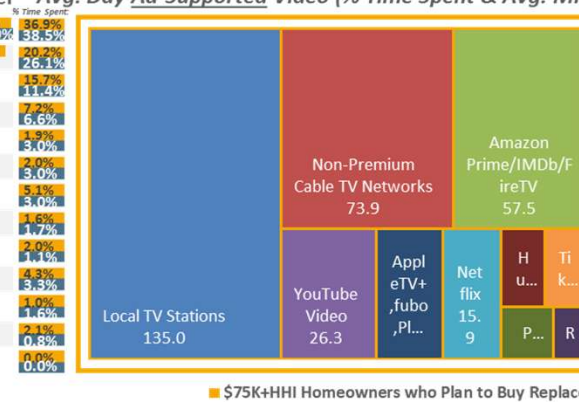 Avg. Day Ad-Supported Video (% Time Spent & Avg.
% Time Spent:
36.9%
38.5%
20.2%
26.1%
15.7%
11.4%
7.2%
6.6%
1.9%
3.0%
2.0%
3.0%
5.1%
3.0%
1.6%
1.7%
2.0%
1.1%
4.3%
3.3%
1.0%
1.6%
2.1%
0.8%
0.0%
0.0%
Local TV Stations
135.0
Non-Premium
Cable TV Networks
73.9
Amazon
Prime/IMDb/F
ireTV
57.5
YouTube
Video
26.3
Appl
eTV+
,fubo
,Pl...
Net
flix
15.
9
H
u...
Ti
k...
P...
R
$75K+HHI Homeowners who Plan to Buy Replac